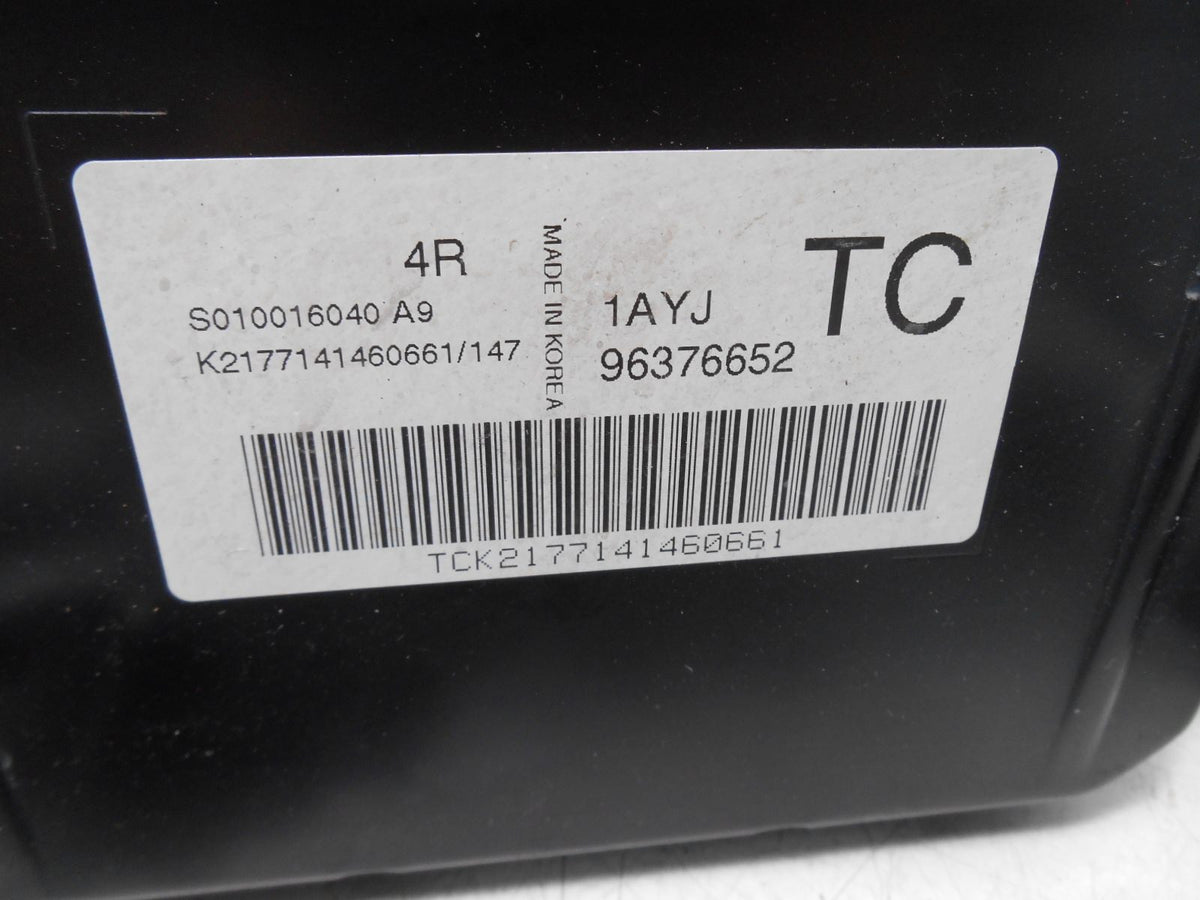 4R
S010016040 A9
K2177141460661/147
MADE IN KOREA
1AYJ
96376652
TC
TCK2177141460661